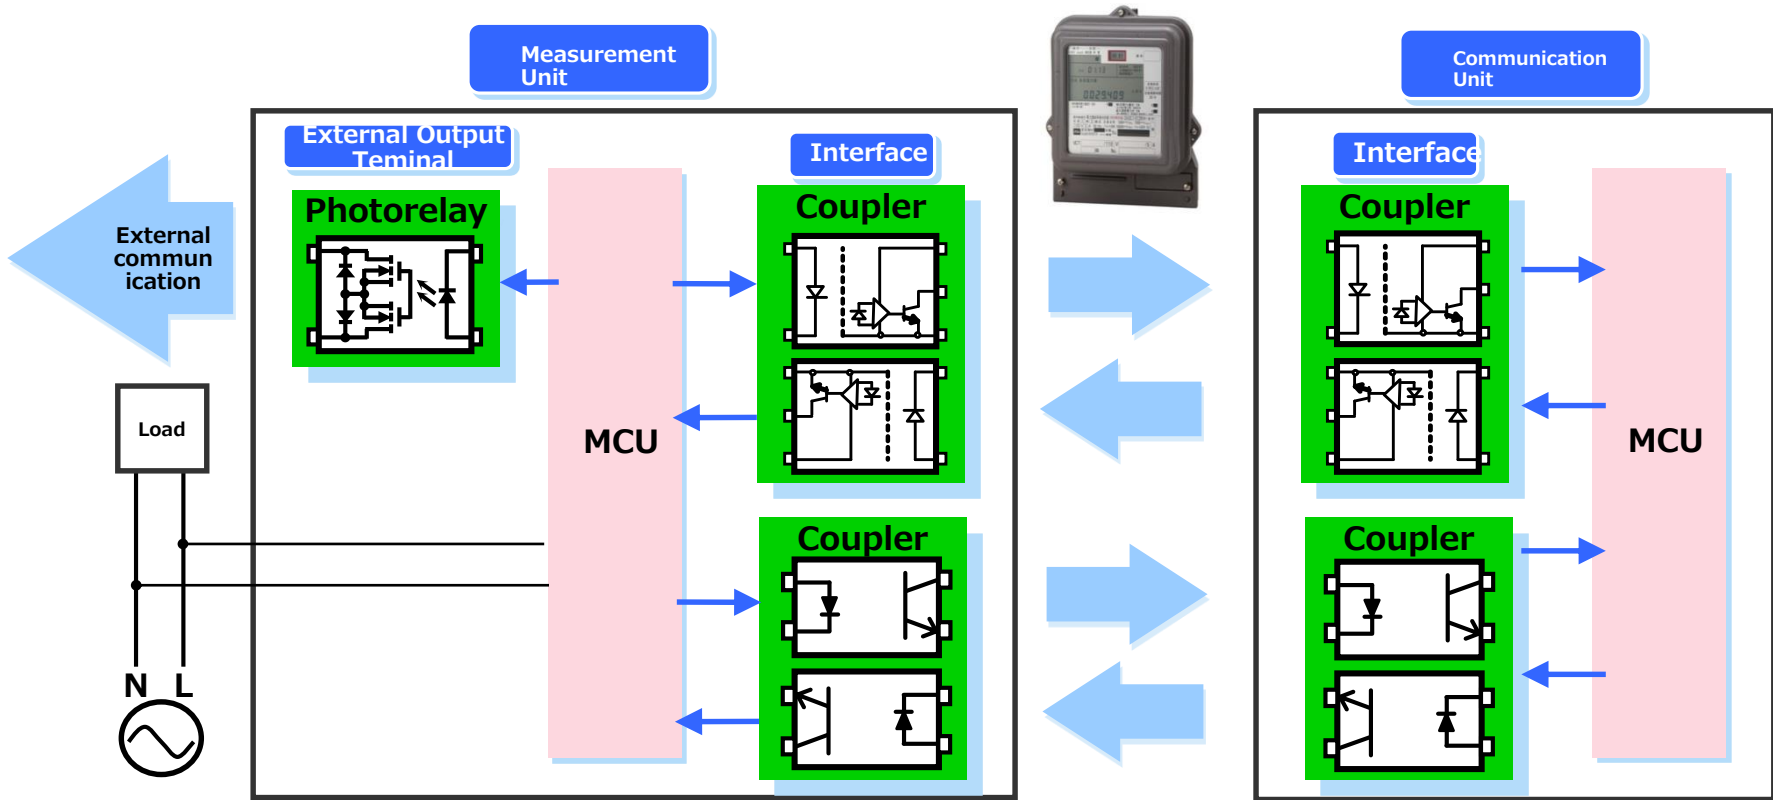 Measurement
Unit
Communication
Unit
External Output
Teminal
Interface
Interface
Photorelay
Coupler
Coupler
External
commun
ication
Load
MCU
MCU
Coupler
Coupler
N L